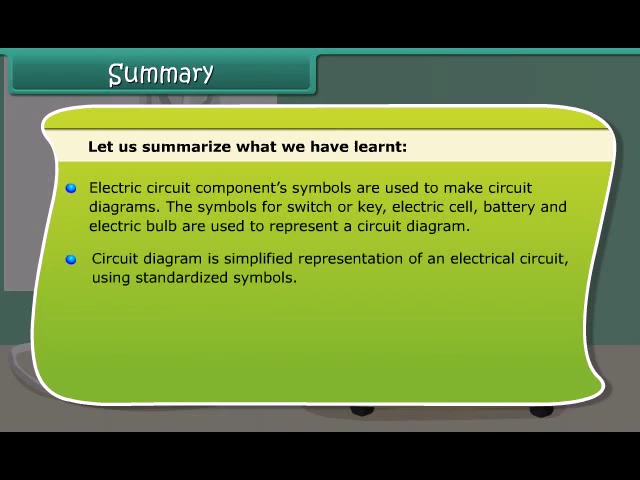 Summary
Let us summarize what we have learnt:
Electric circuit component's symbols are used to make circuit
diagrams. The symbols for switch or key, electric cell, battery and
electric bulb are used to represent a circuit diagram.
Circuit diagram is simplified representation of an electrical circuit,
using standardized symbols.